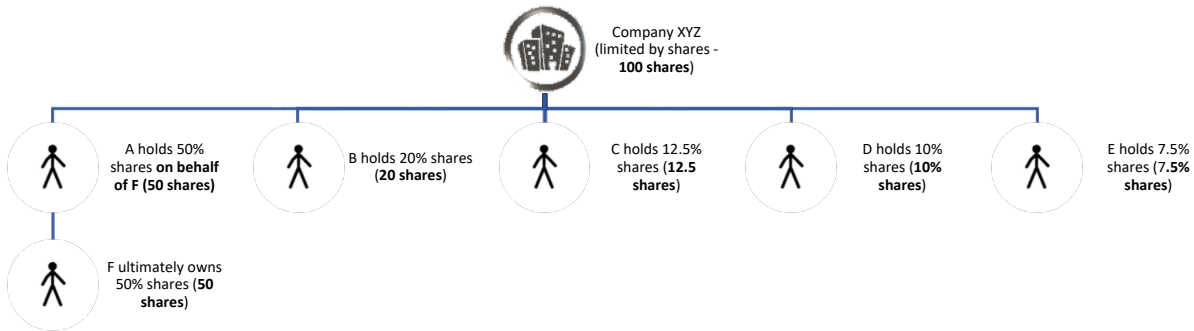 Company XYZ
(limited by shares -
100 shares)
A holds 50%
shares on behalf
of F (50 shares)
B holds 20% shares
(20 shares)
C holds 12.5%
shares (12.5
shares)
D holds 10%
shares (10%
shares)
E holds 7.5%
shares (7.5%
shares)
F ultimately owns
50% shares (50
shares)